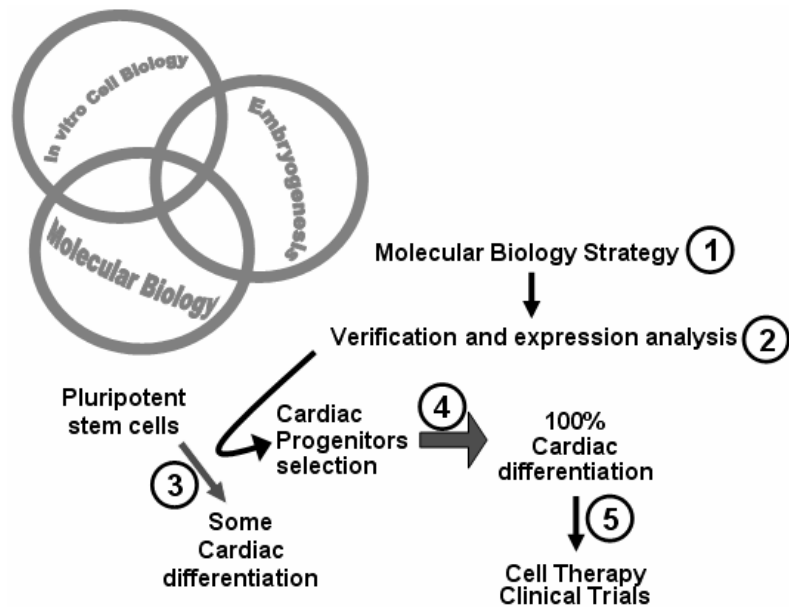 In vitro Cell Biology
Embryogenesis
Molecular Biology
Molecular Biology Strategy 1
Verification and expression analysis 2
Pluripotent
stem cells
3
Some
Cardiac
differentiation
Cardiac
Progenitors
selection
4
100%
Cardiac
differentiation
5
Cell Therapy
Clinical Trials